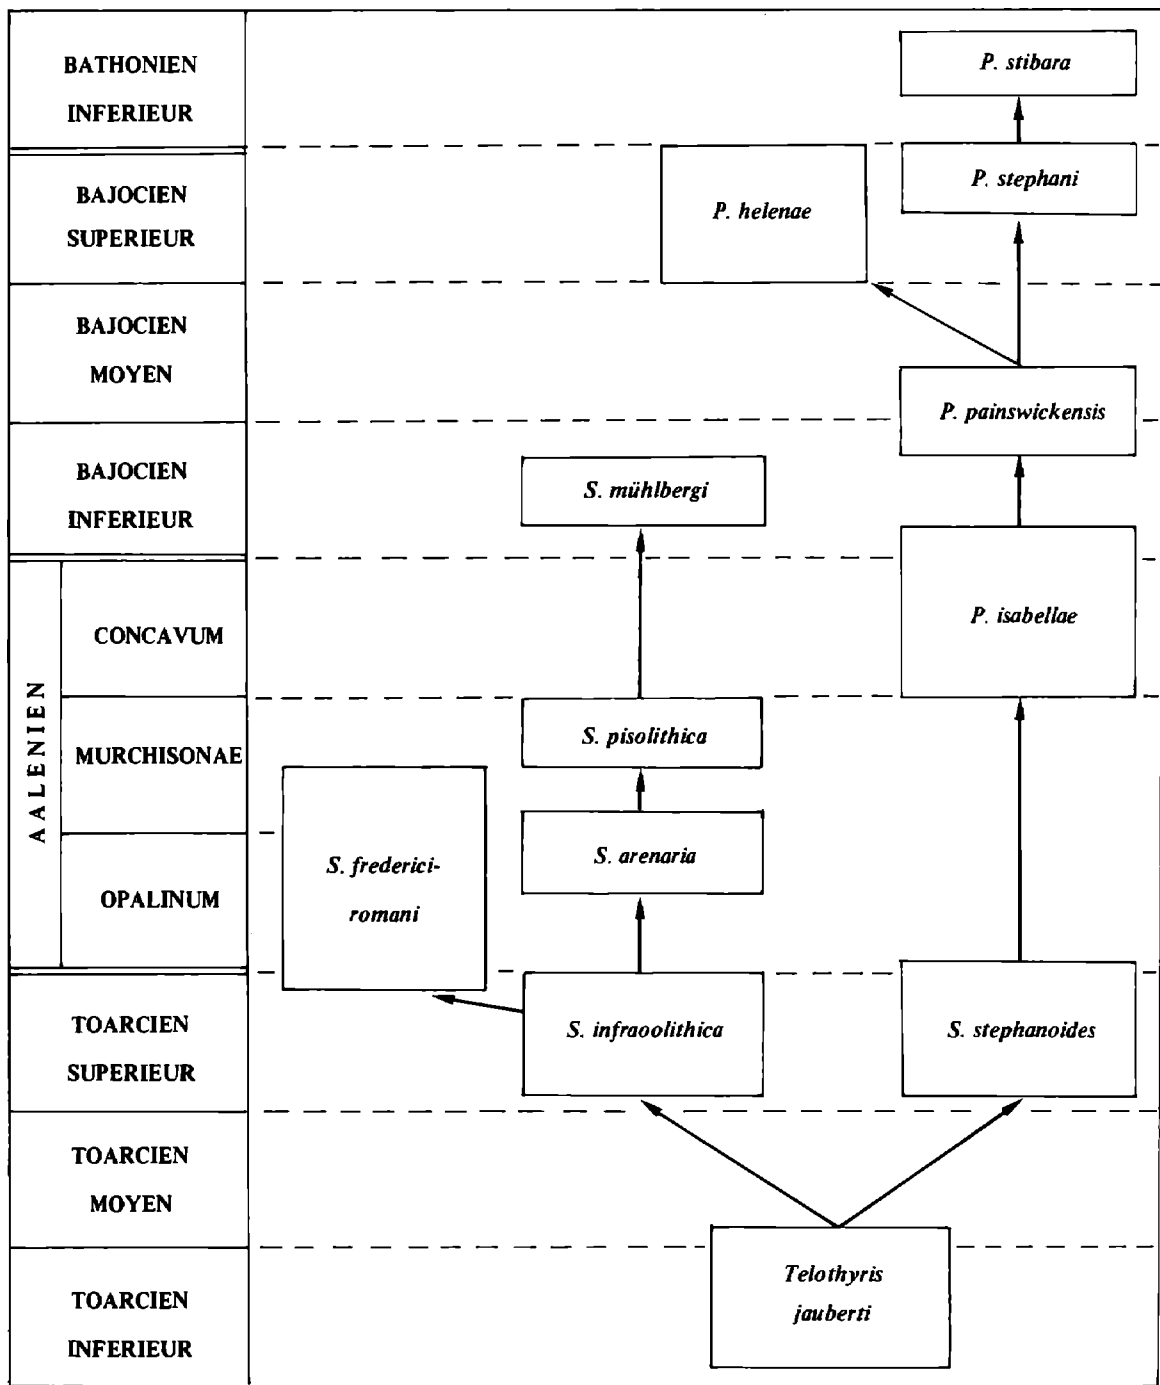 BATHONIEN
INFERIEUR
P. stibara
BAJOCIEN
SUPERIEUR
P. helenae
P. stephani
BAJOCIEN
MOYEN
P. painswickensis
BAJOCIEN
INFERIEUR
S. mühlbergi
AALENIEN
CONCAVUM
P. isabellae
MURCHISONAE
S. pisolithica
OPALINUM
S. frederici-
romani
S. arenaria
TOARCIEN
SUPERIEUR
S. infraoolithica
S. stephanoides
TOARCIEN
MOYEN
TOARCIEN
INFERIEUR
Telothyris
jauberti